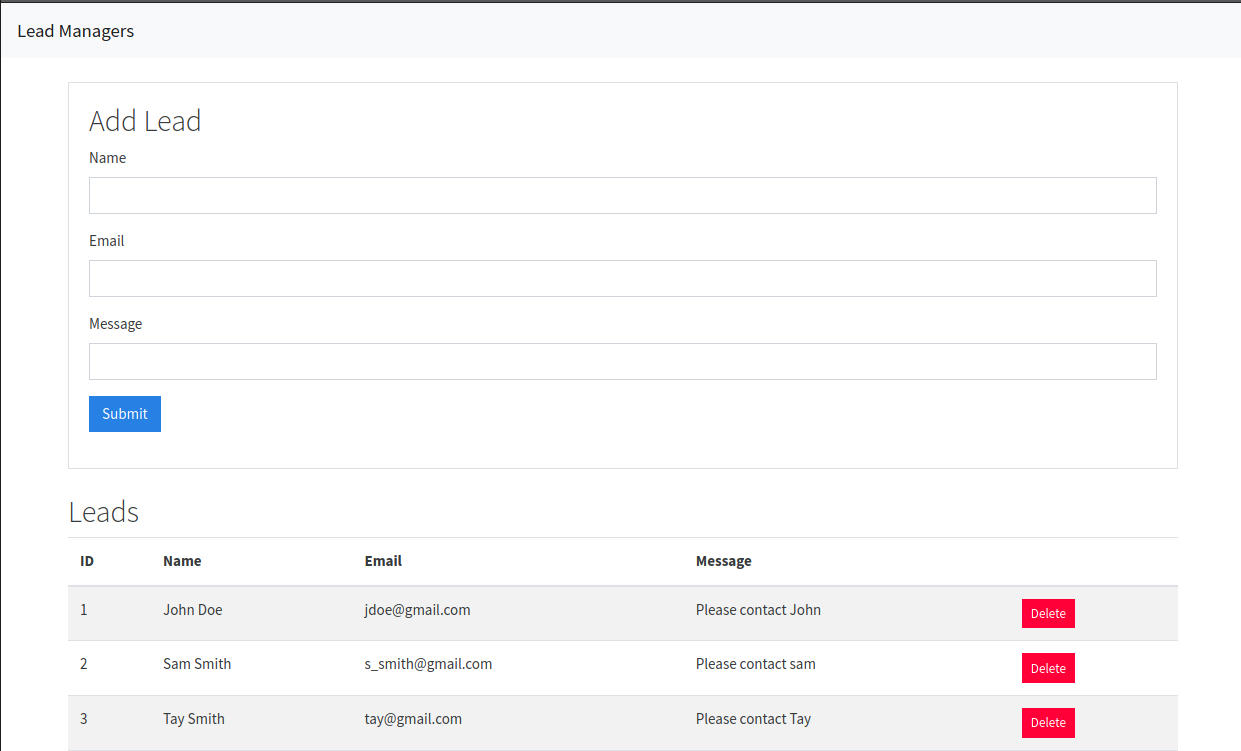 Lead Managers
Add Lead
Name
Email
Message
Submit
Leads
ID Name Email Message
1 John Doe jdoe@gmail.com Please contact John Delete
2 Sam Smith s_smith@gmail.com Please contact sam Delete
3 Tay Smith tay@gmail.com Please contact Tay Delete